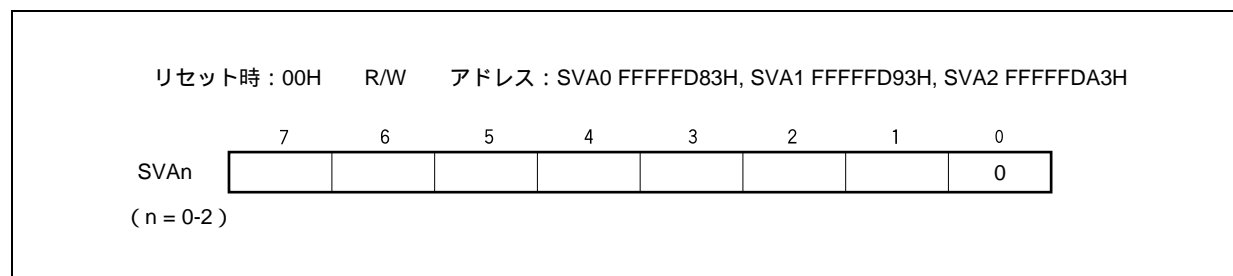 リセット時：00H　R/W　アドレス：SVA0 FFFFFD83H, SVA1 FFFFFD93H, SVA2 FFFFFDA3H
7 6 5 4 3 2 1 0
SVAn 0
（n = 0-2）